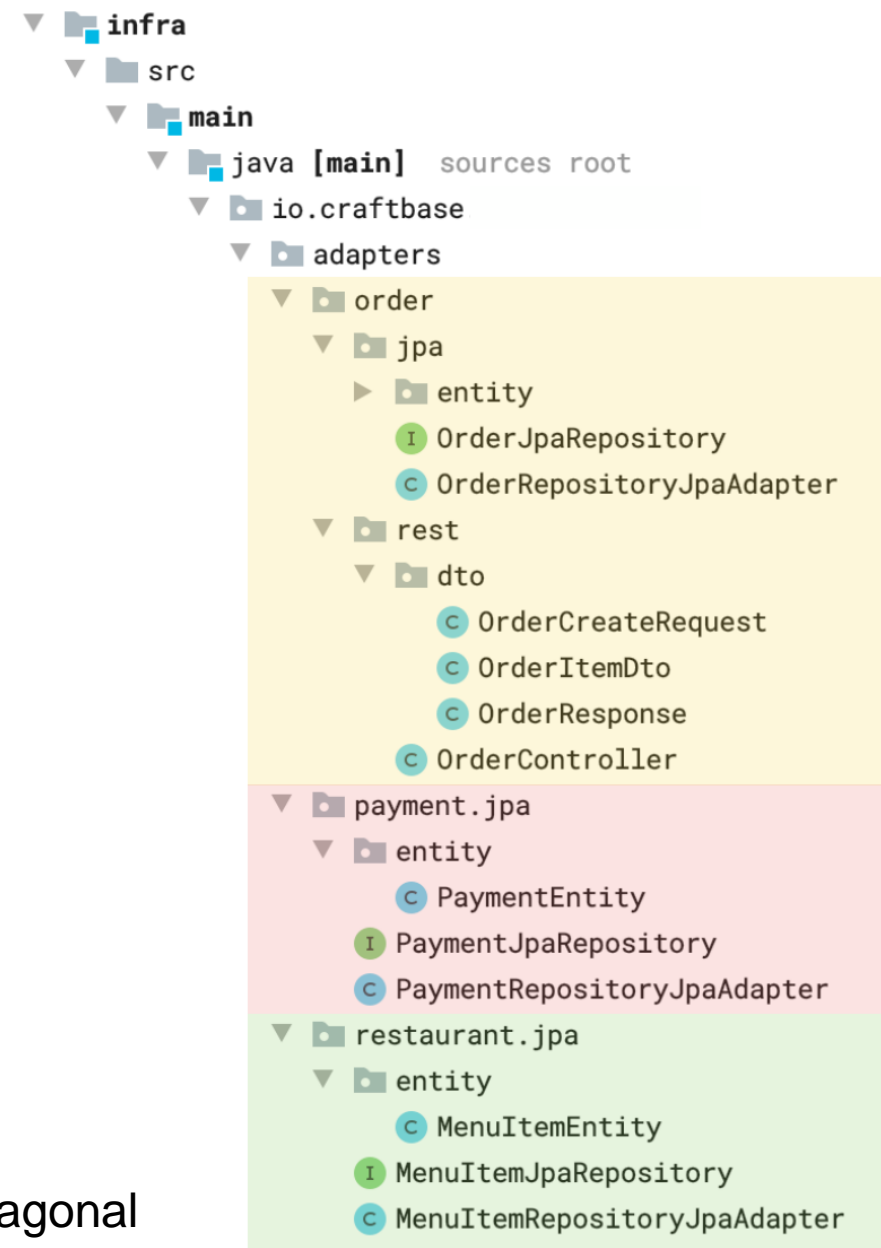 infra
src
main
java [main] sources root
io.craftbase
adapters
order
jpa
entity
I OrderJpaRepository
C OrderRepositoryJpaAdapter
rest
dto
C OrderCreateRequest
C OrderItemDto
C OrderResponse
C OrderController
payment.jpa
entity
C PaymentEntity
I PaymentJpaRepository
C PaymentRepositoryJpaAdapter
restaurant.jpa
entity
C MenuItemEntity
I MenuItemJpaRepository
agonal
C MenuItemRepositoryJpaAdapter